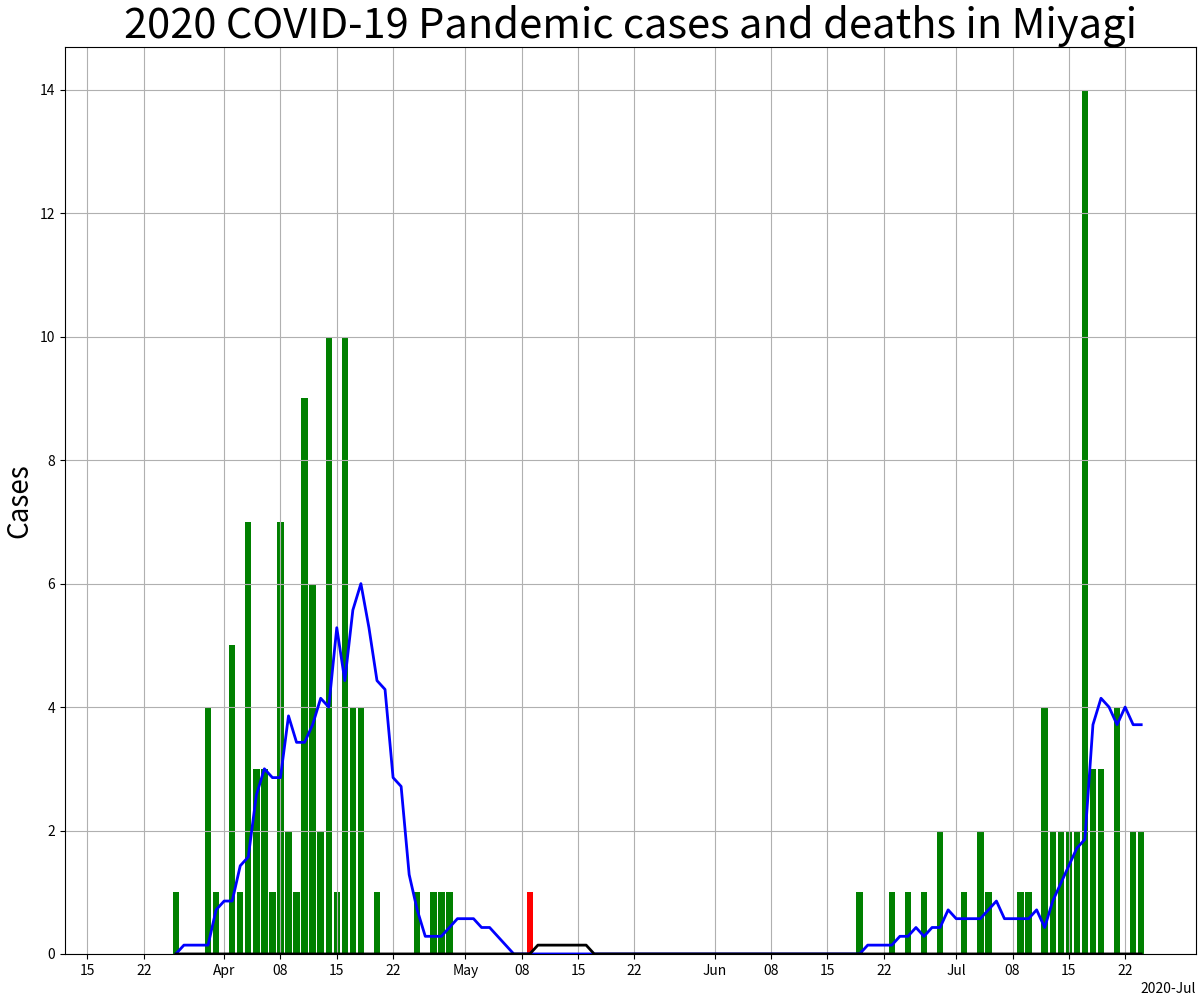 2020 COVID-19 Pandemic cases and deaths in Miyagi
14
12
10
8
6
4
2
0
Cases
15 22 Apr 08 15 22 May 08 15 22 Jun 08 15 22 Jul 08 15 22
2020-Jul